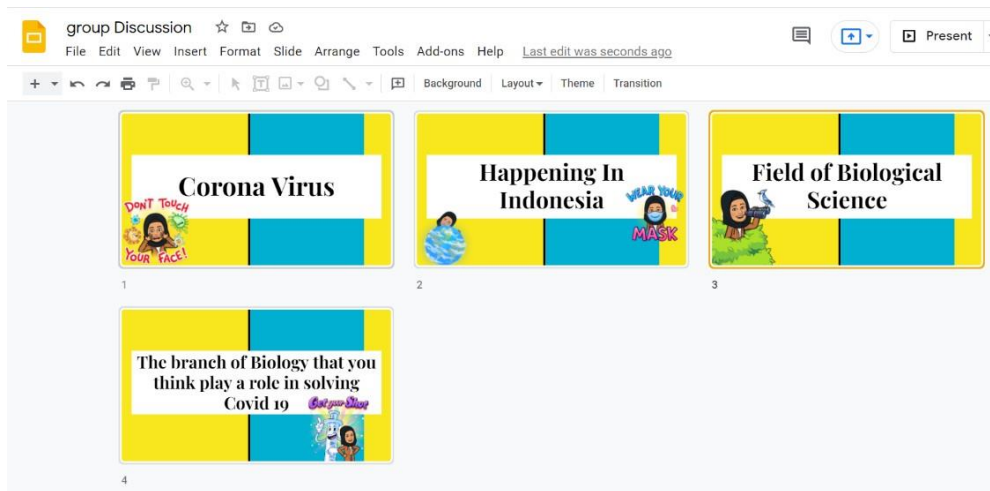 group Discussion
File Edit View Insert Format Slide Arrange Tools Add-ons Help Last edit was seconds ago
Present
Background Layout Theme Transition
Corona Virus
DON'T TOUCH
YOUR FACE!
1
Happening In
Indonesia
WEAR YOUR
MASK
2
Field of Biological
Science
3
The branch of Biology that you
think play a role in solving
Covid 19
Get your Shot
4